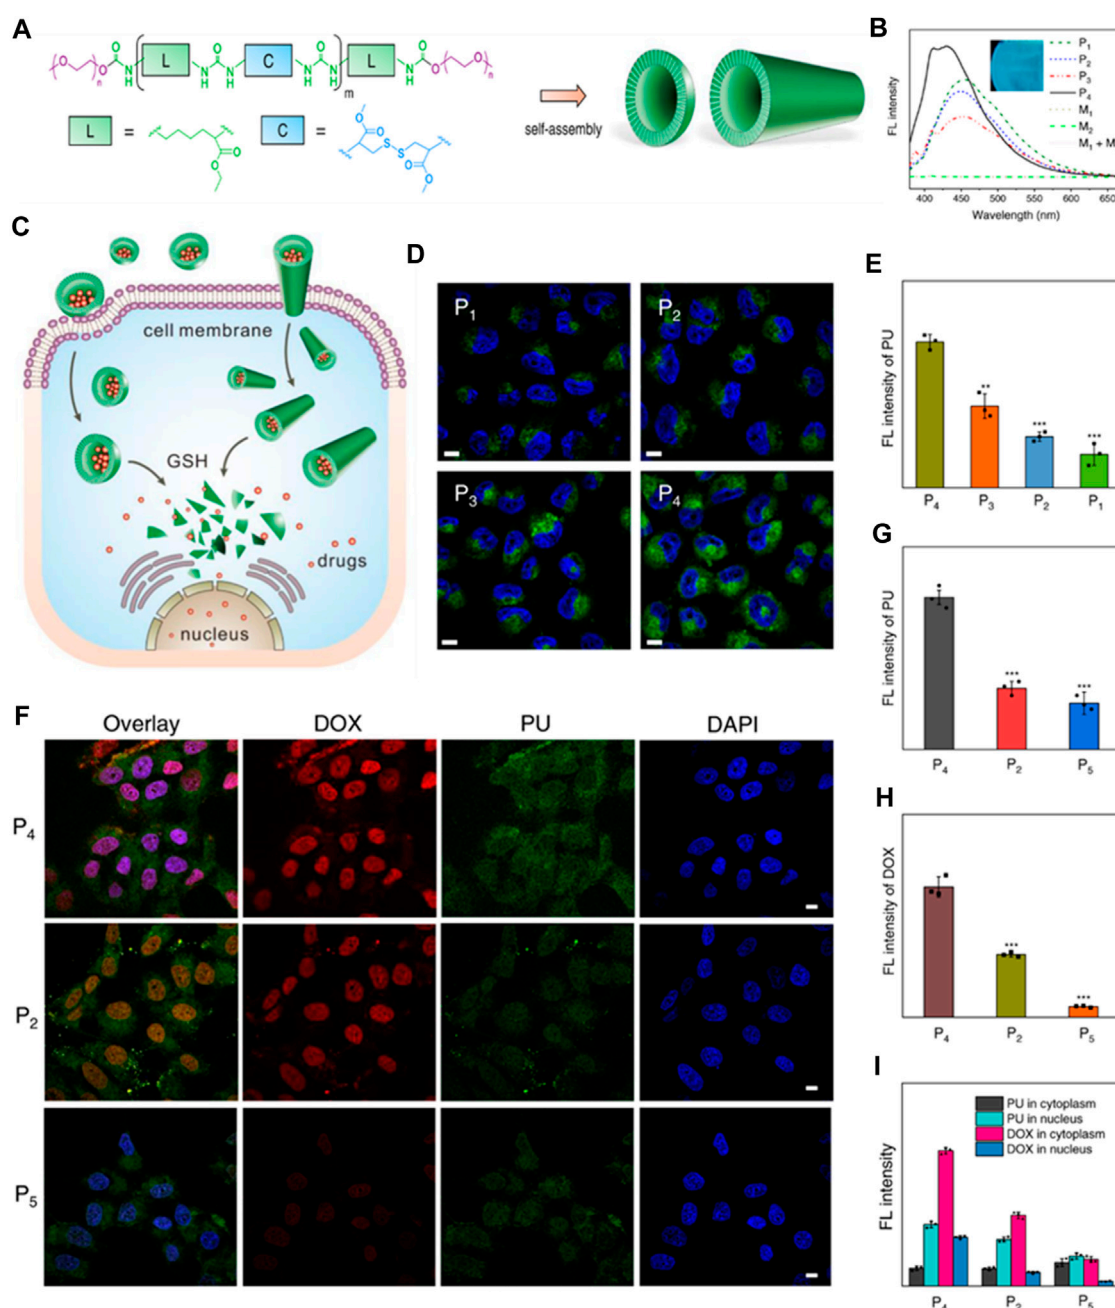 A
O
O
n
O
N
H
L
N
H
O
N
H
C
N
H
O
N
H
L
N
H
O
O
O
n
m
L
=
O
O
C
=
O
O
S
S
O
O
self-assembly
B
FL intensity
P₁
P₂
P₃
P₄
M₁
M₂
M₁ + M
400 450 500 550 600 650
Wavelength (nm)
C
cell membrane
GSH
drugs
nucleus
D
P₁
P₂
P₃
P₄
E
FL intensity of PU
**
***
***
P₄ P₃ P₂ P₁
G
FL intensity of PU
***
***
P₄ P₂ P₅
F
Overlay DOX PU DAPI
P₄
P₂
P₅
H
FL intensity of DOX
***
***
P₄ P₂ P₅
I
FL intensity
PU in cytoplasm
PU in nucleus
DOX in cytoplasm
DOX in nucleus
P₄ P₂ P₅